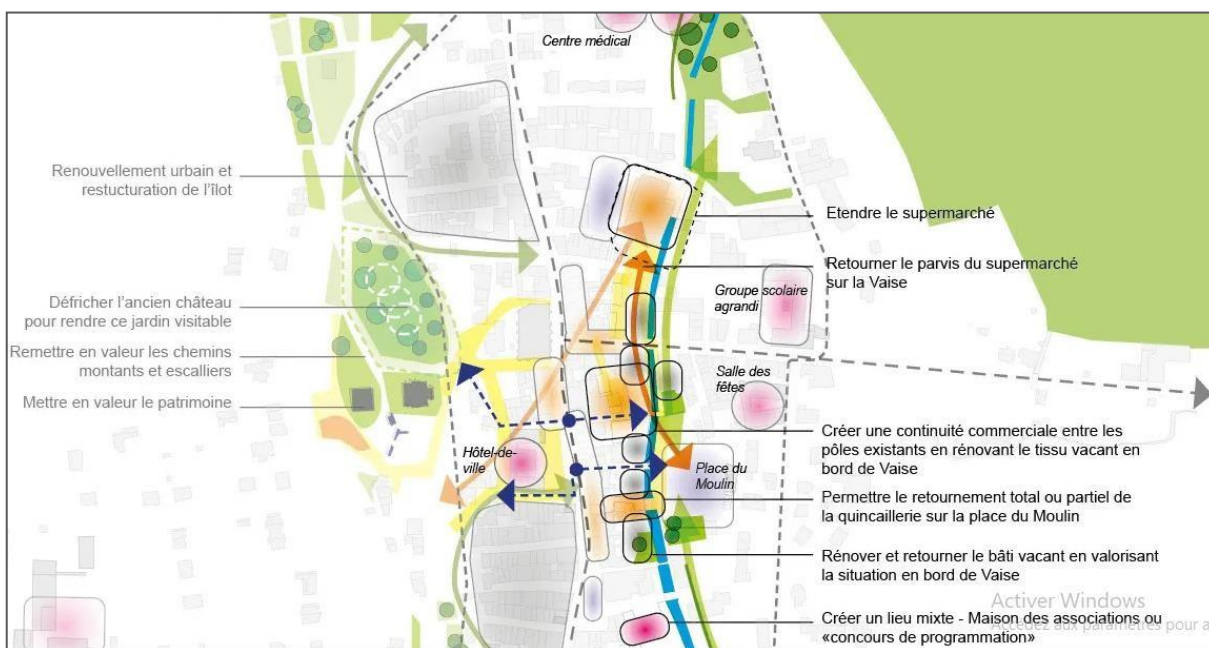 Centre médical
Renouvellement urbain et
restucturation de l'îlot
Etendre le supermarché
Retourner le parvis du supermarché
sur la Vaise
Groupe scolaire
agrandi
Défricher l'ancien château
pour rendre ce jardin visitable
Remettre en valeur les chemins
montants et escalliers
Mettre en valeur le patrimoine
Salle des
fêtes
Hôtel-de-
ville
Place du
Moulin
Créer une continuité commerciale entre les
pôles existants en rénovant le tissu vacant en
bord de Vaise
Permettre le retournement total ou partiel de
la quincaillerie sur la place du Moulin
Rénover et retourner le bâti vacant en valorisant
la situation en bord de Vaise
Activer Windows
Accédez aux paramètres pour a
Créer un lieu mixte - Maison des associations ou
«concours de programmation»